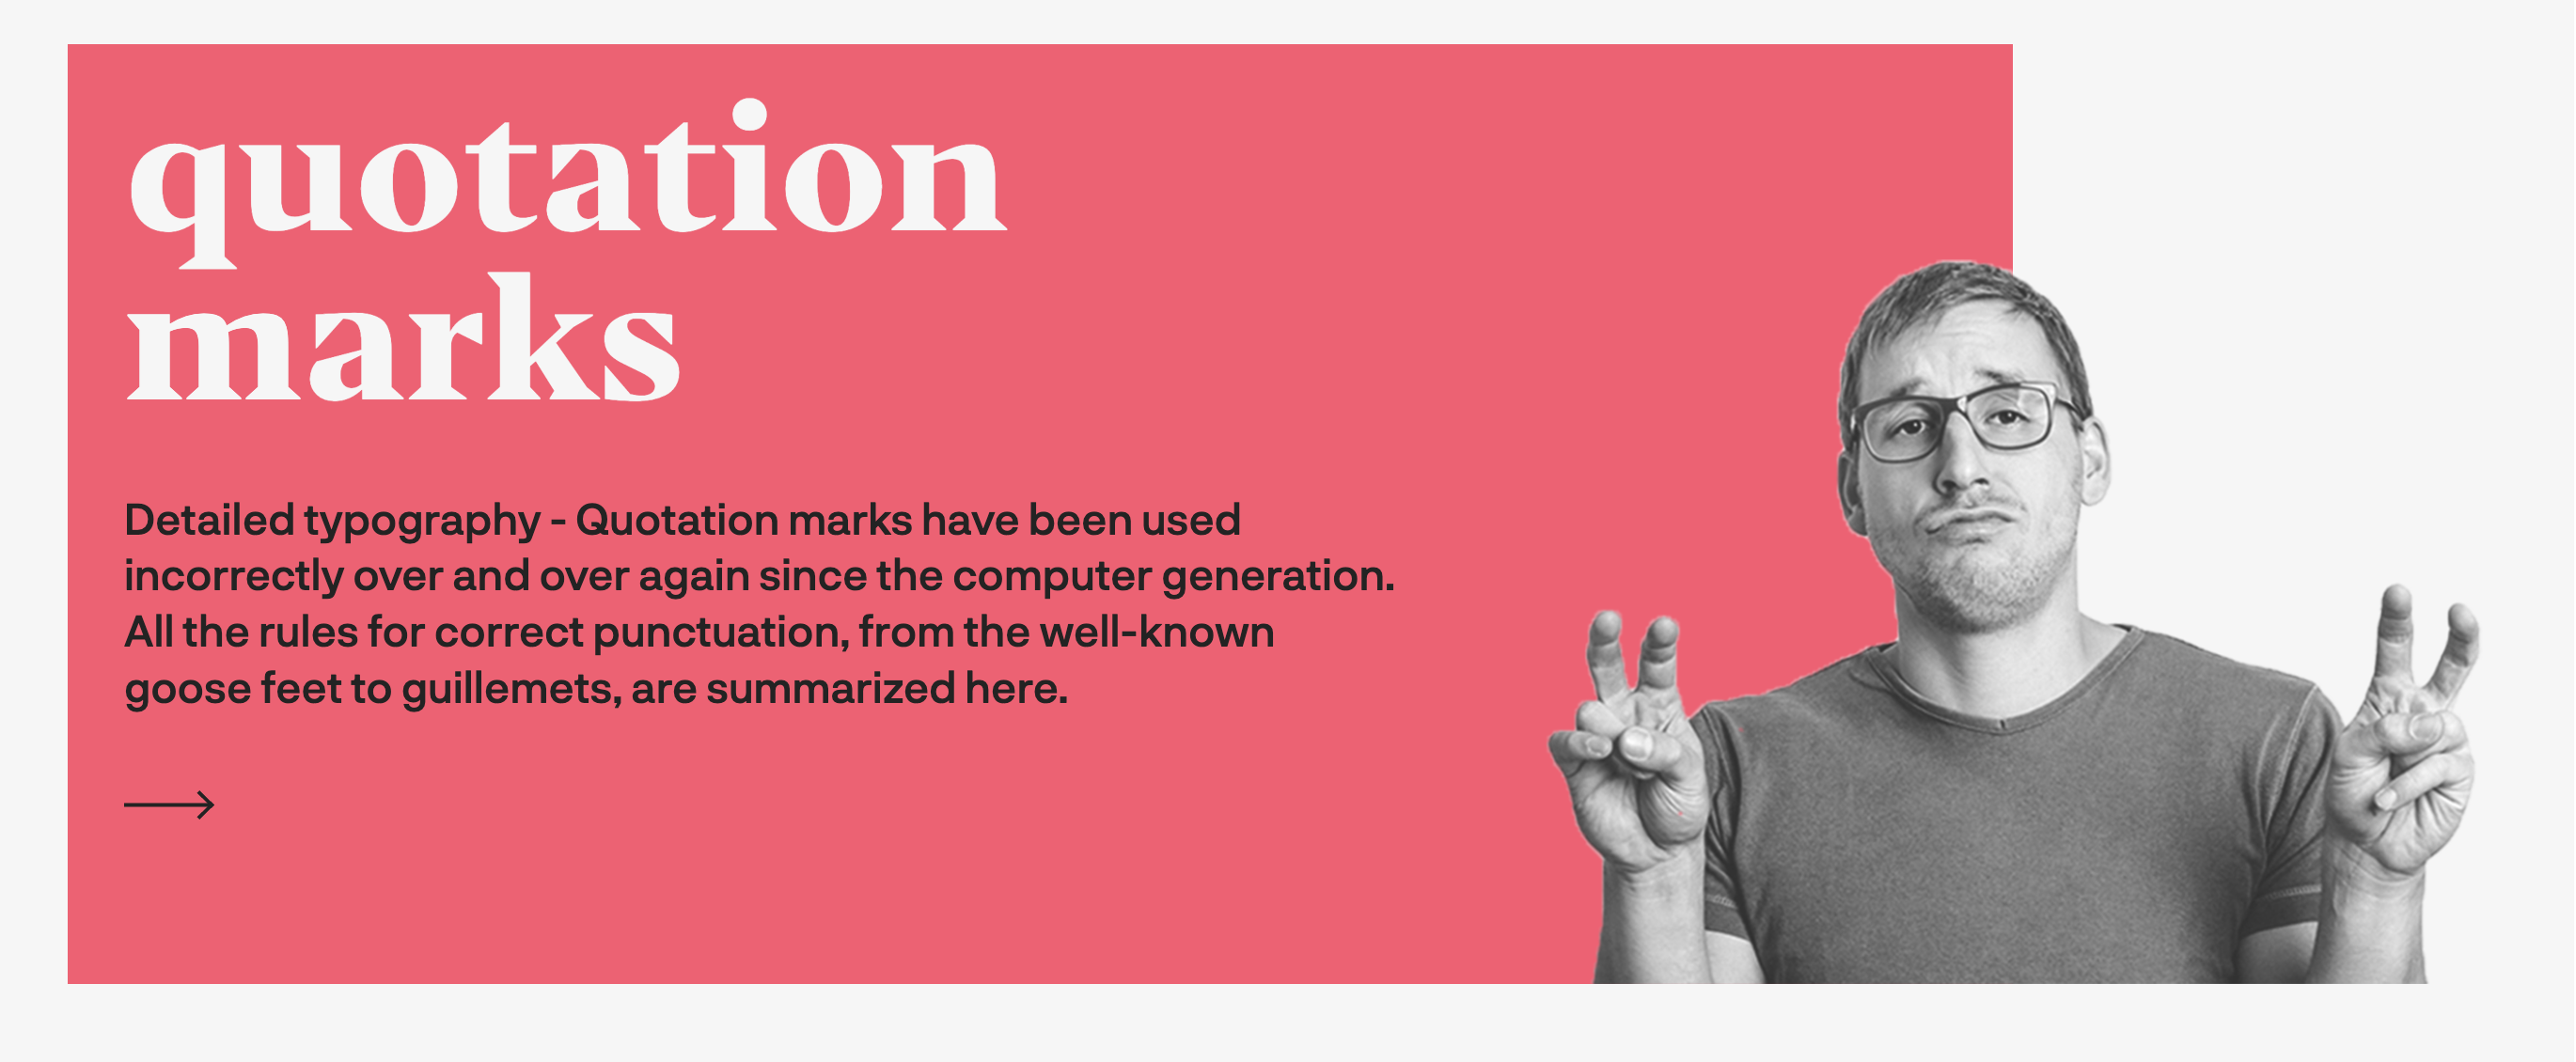 quotation
marks
Detailed typography - Quotation marks have been used
incorrectly over and over again since the computer generation.
All the rules for correct punctuation, from the well-known
goose feet to guillemets, are summarized here.